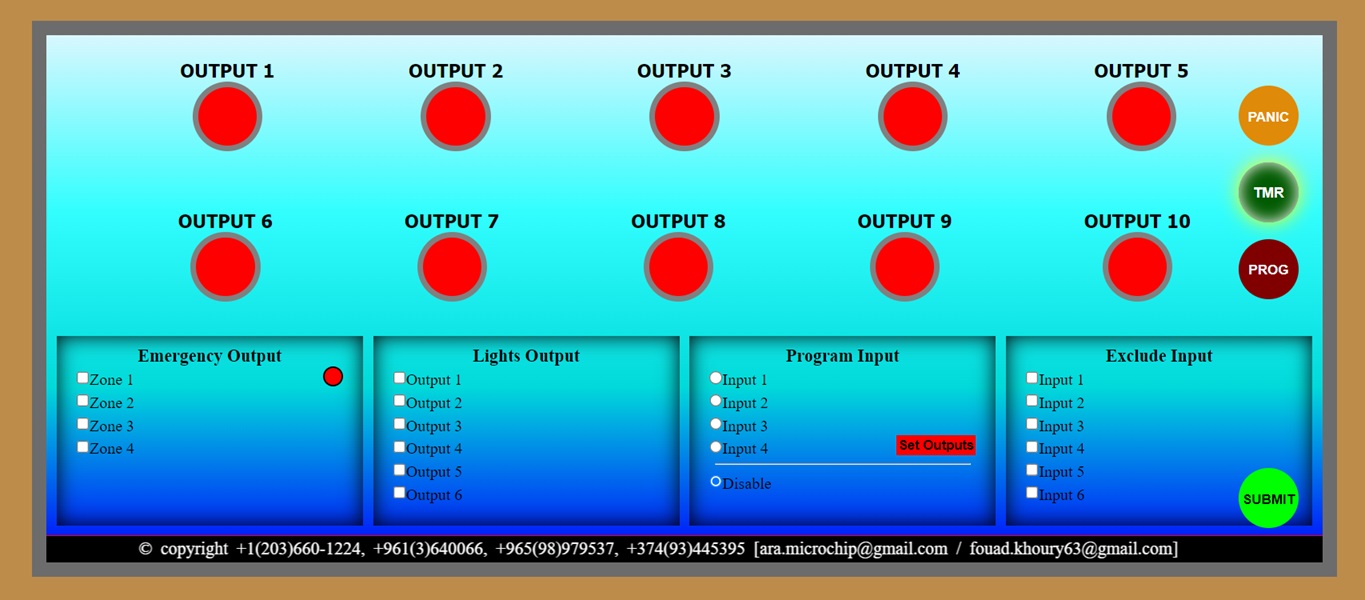 OUTPUT 1 OUTPUT 2 OUTPUT 3 OUTPUT 4 OUTPUT 5
PANIC
TMR
OUTPUT 6 OUTPUT 7 OUTPUT 8 OUTPUT 9 OUTPUT 10
PROG
Emergency Output
Zone 1
Zone 2
Zone 3
Zone 4
Lights Output
Output 1
Output 2
Output 3
Output 4
Output 5
Output 6
Program Input
Input 1
Input 2
Input 3
Input 4
Set Outputs
Disable
Exclude Input
Input 1
Input 2
Input 3
Input 4
Input 5
Input 6
SUBMIT
© copyright +1(203)660-1224, +961(3)640066, +965(98)979537, +374(93)445395 [ara.microchip@gmail.com / fouad.khoury63@gmail.com]